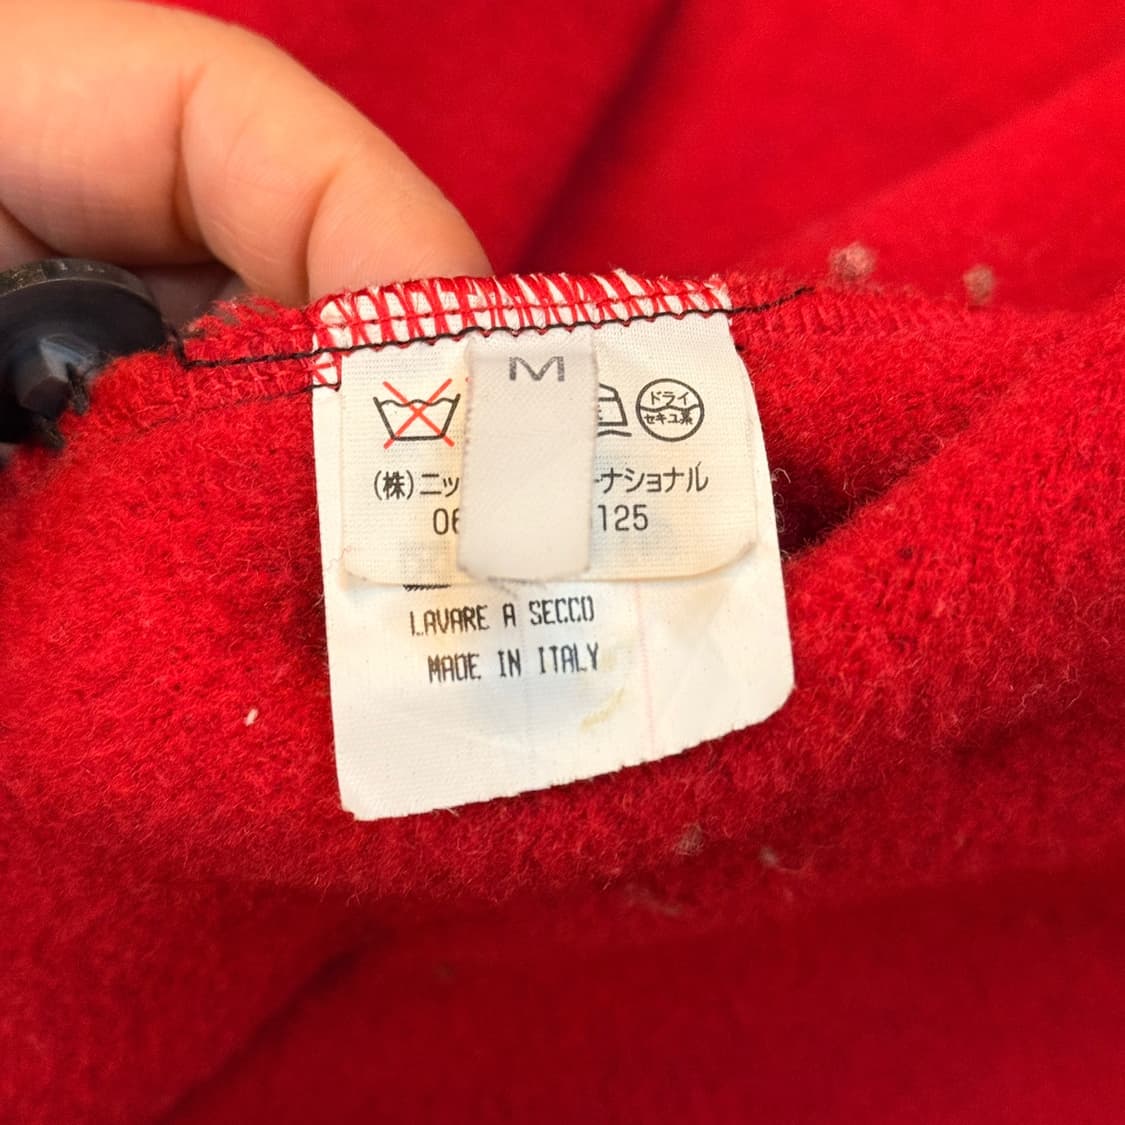 M
ドライ
セキユ系
(株)ニッ ーナショナル
06 125
LAVARE A SECCO
MADE IN ITALY